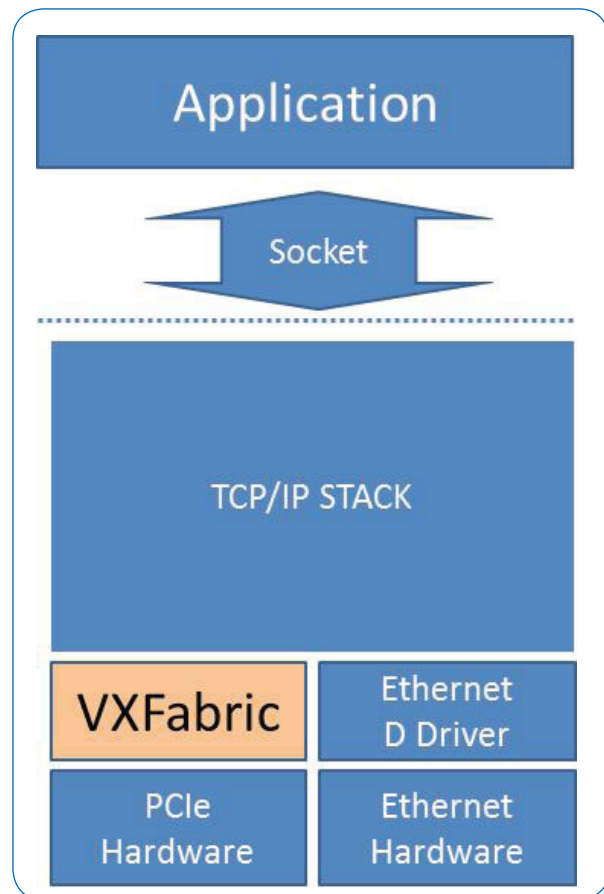 Application
Socket
TCP/IP STACK
VXFabric
Ethernet
D Driver
PCIe
Hardware
Ethernet
Hardware